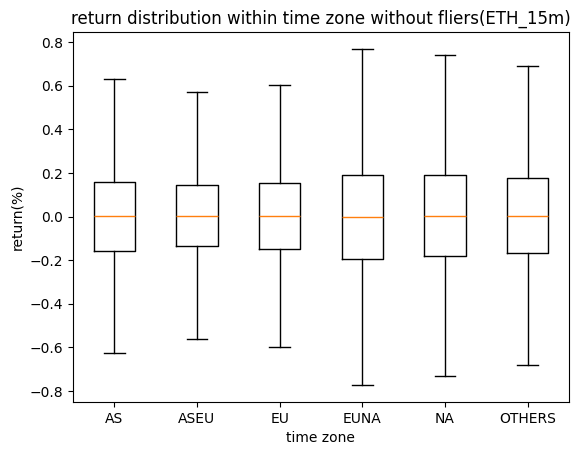 return distribution within time zone without fliers(ETH_15m)
return(%)
0.8
0.6
0.4
0.2
0.0
−0.2
−0.4
−0.6
−0.8
AS ASEU EU EUNA NA OTHERS
time zone